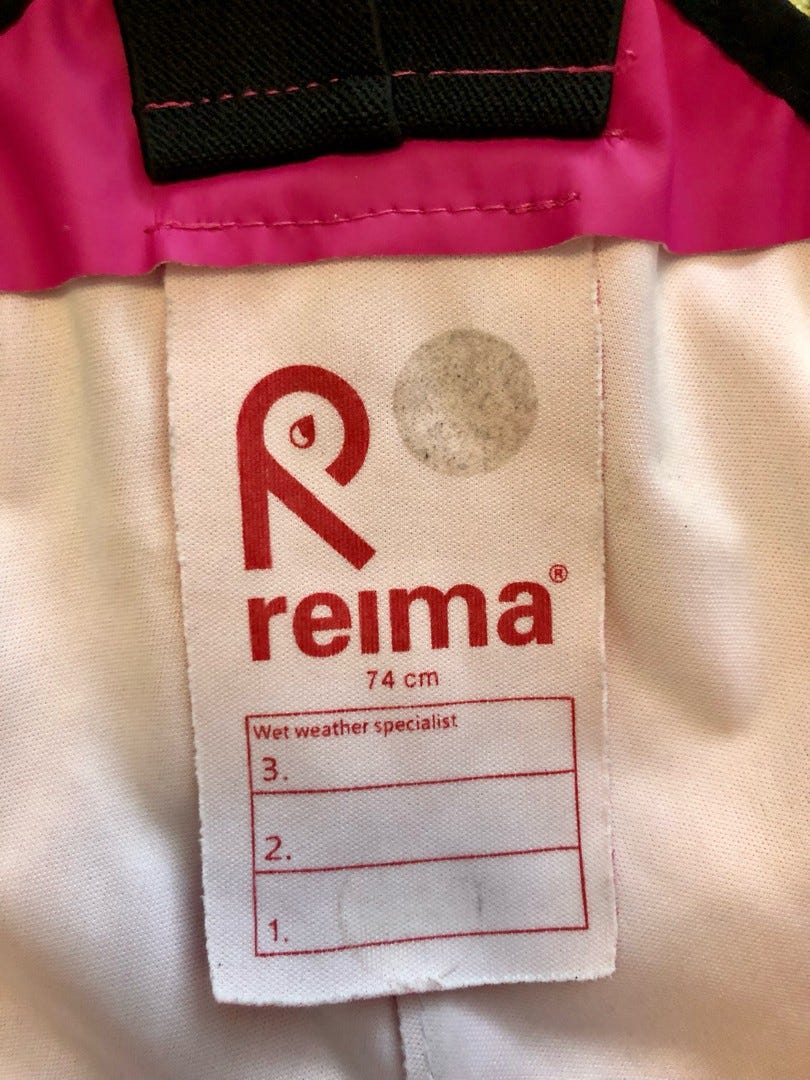 reima®
74 cm
Wet weather specialist
3.
2.
1.